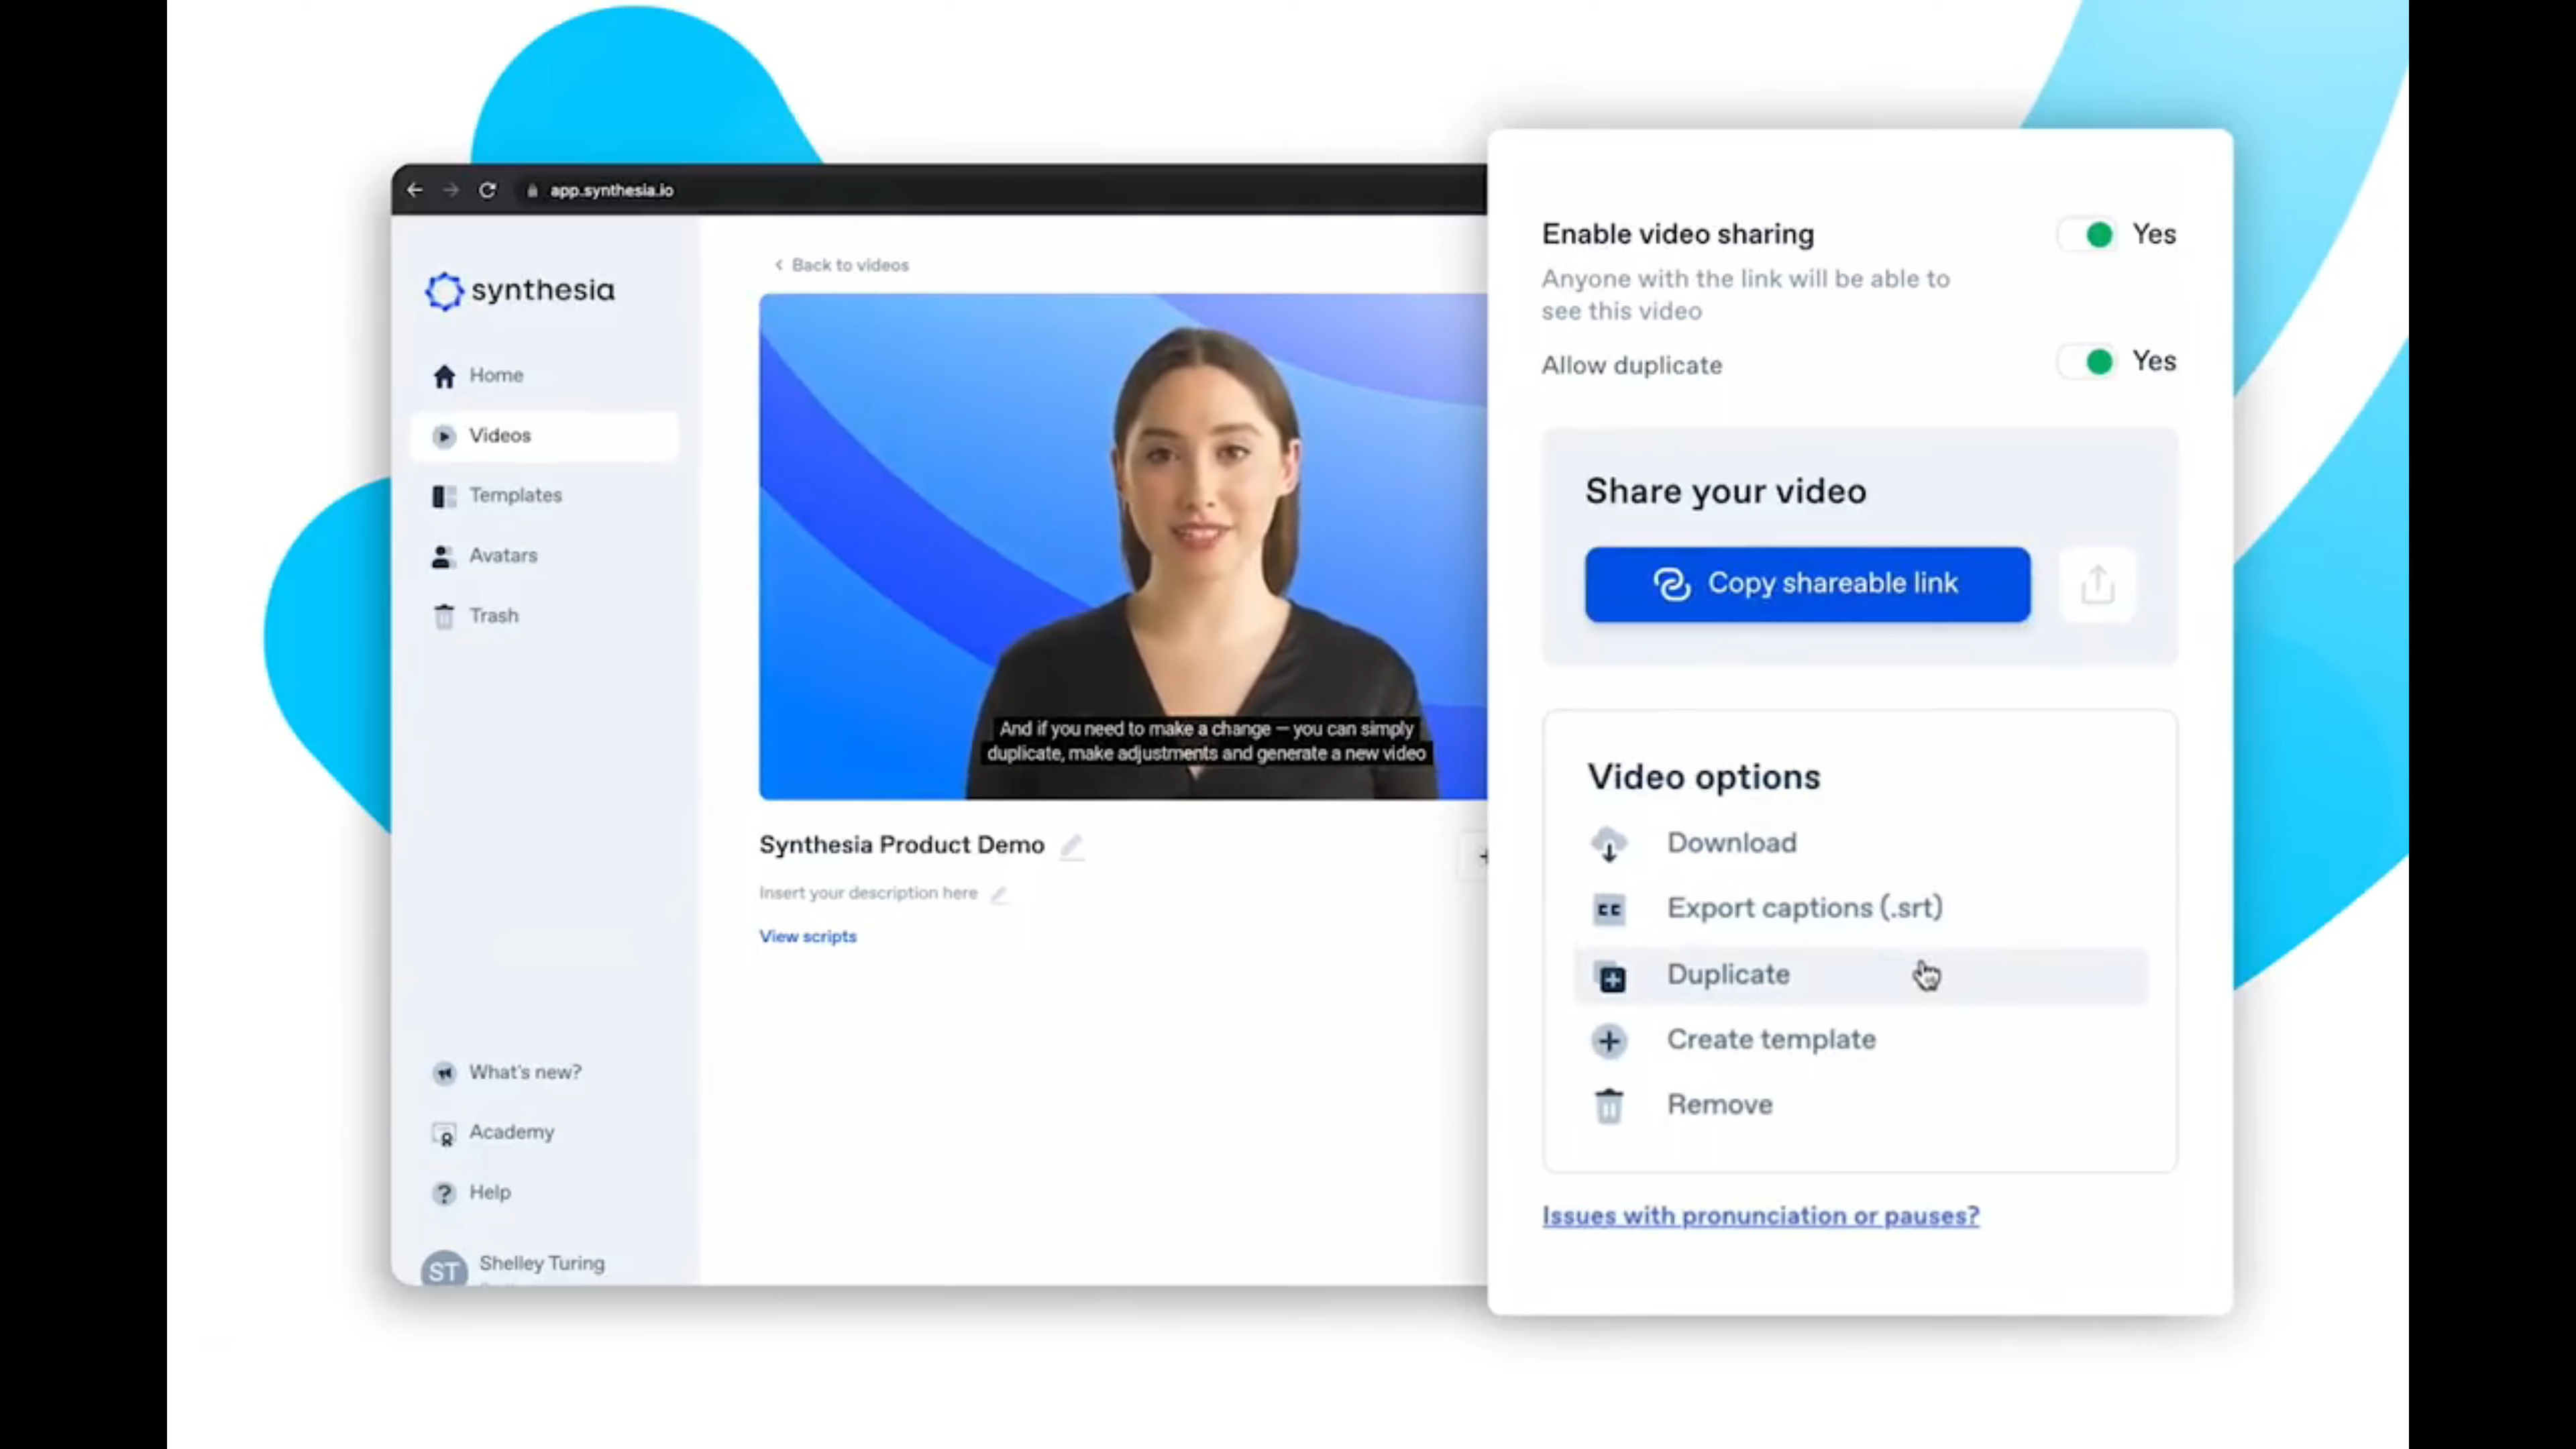 app.synthesia.io
synthesia
Home
Videos
Templates
Avatars
Trash
What's new?
Academy
Help
ST
Shelley Turing
Back to videos
And if you need to make a change — you can simply
duplicate, make adjustments and generate a new video
Synthesia Product Demo
Insert your description here
View scripts
Enable video sharing
Yes
Anyone with the link will be able to
see this video
Allow duplicate
Yes
Share your video
Copy shareable link
Video options
Download
CC
Export captions (.srt)
Duplicate
Create template
Remove
Issues with pronunciation or pauses?